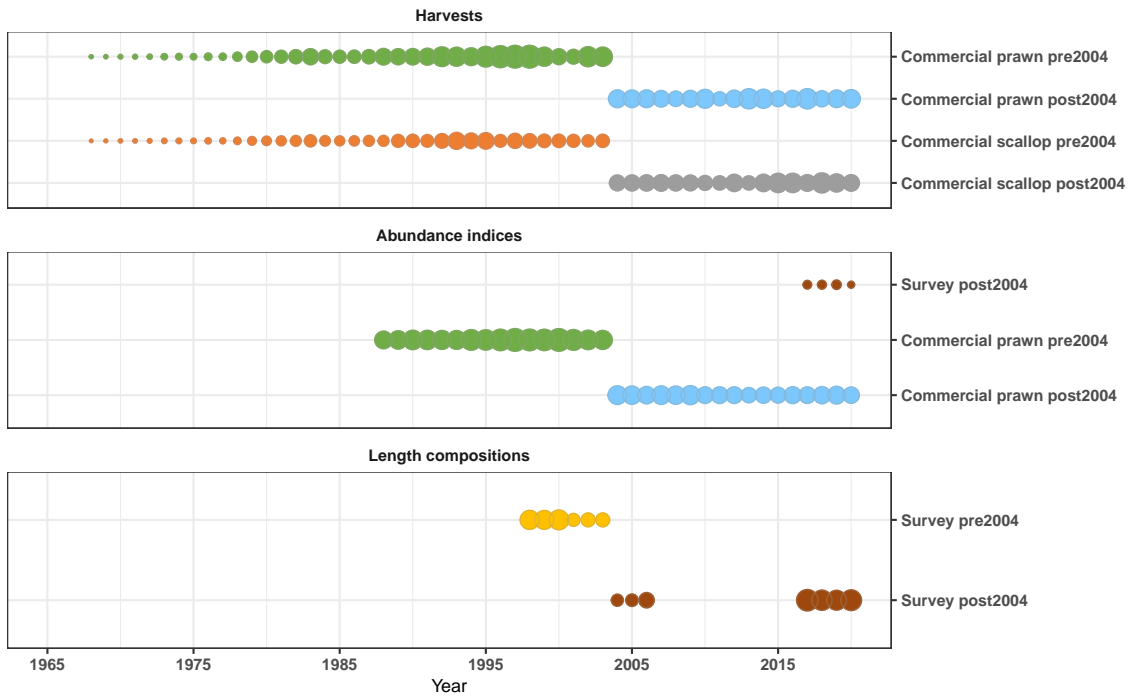 Harvests
Commercial prawn pre2004
Commercial prawn post2004
Commercial scallop pre2004
Commercial scallop post2004
Abundance indices
Survey post2004
Commercial prawn pre2004
Commercial prawn post2004
Length compositions
Survey pre2004
Survey post2004
1965 1975 1985 1995 2005 2015
Year